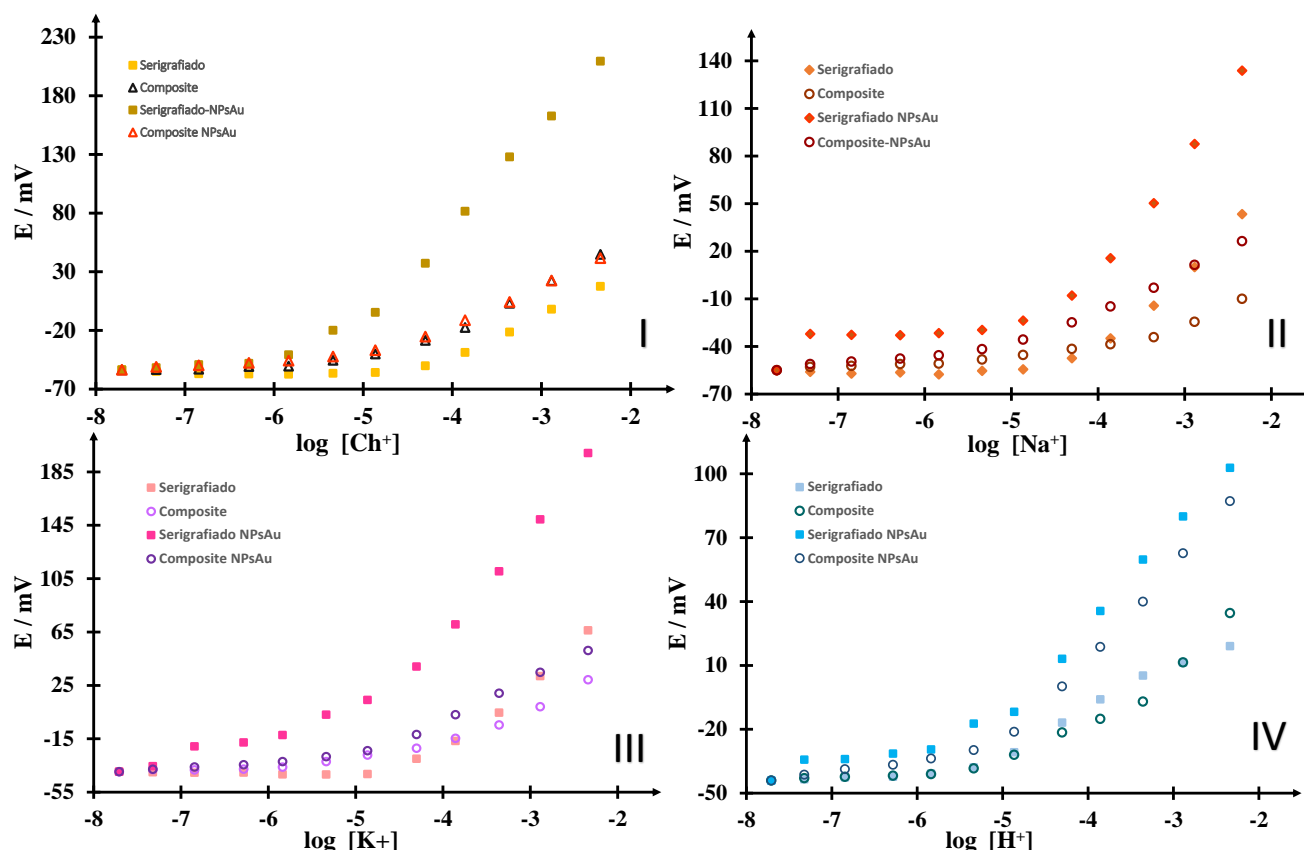 230
180
130
80
30
-20
-70
E / mV
Serigrafiado
Composite
Serigrafiado-NPsAu
Composite NPsAu
I
-8 -7 -6 -5 -4 -3 -2 -1
log [Ch⁺]
140
110
80
50
20
-10
-40
-70
E / mV
Serigrafiado
Composite
Serigrafiado NPsAu
Composite-NPsAu
II
-8 -7 -6 -5 -4 -3 -2 -1
log [Na⁺]
185
145
105
65
25
-15
-55
E / mV
Serigrafiado
Composite
Serigrafiado NPsAu
Composite NPsAu
III
-8 -7 -6 -5 -4 -3 -2 -1
log [K+]
100
70
40
10
-20
-50
E / mV
Serigrafiado
Composite
Serigrafiado NPsAu
Composite NPsAu
IV
-8 -7 -6 -5 -4 -3 -2 -1
log [H⁺]